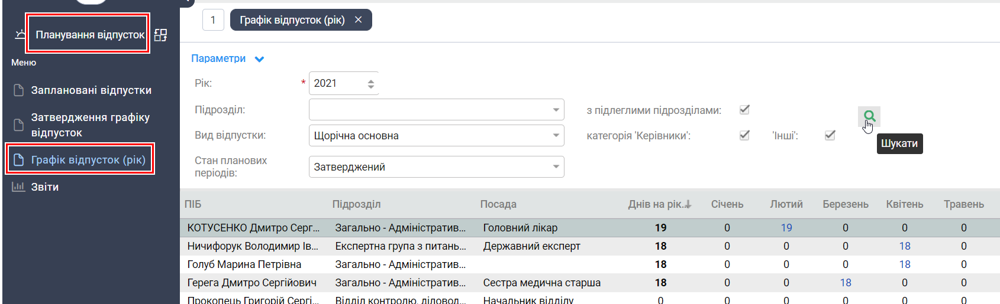 Планування відпусток
Меню
Заплановані відпустки
Затвердження графіку
відпусток
Графік відпусток (рік)
Звіти
1 Графік відпусток (рік) ×
Параметри
Рік: * 2021
Підрозділ: з підлеглими підрозділами:
Вид відпустки: Щорічна основна категорія 'Керівники': 'Інші':
Шукати
Стан планових
періодів: Затверджений
ПІБ Підрозділ Посада Днів на рік... Січень Лютий Березень Квітень Травень
КОТУСЕНКО Дмитро Серг... Загально - Адміністратив... Головний лікар 19 0 19 0 0 0
Ничифорук Володимир Ів... Експертна група з питань... Державний експерт 18 0 0 0 18 0
Голуб Марина Петрівна Загально - Адміністратив... 18 0 0 0 18 0
Герега Дмитро Сергійович Загально - Адміністратив... Сестра медична старша 18 0 0 18 0 0
Прокопець Григорій Сергі... Відділ контролю, діловод... Начальник відділу 0 0 0 0 0 0